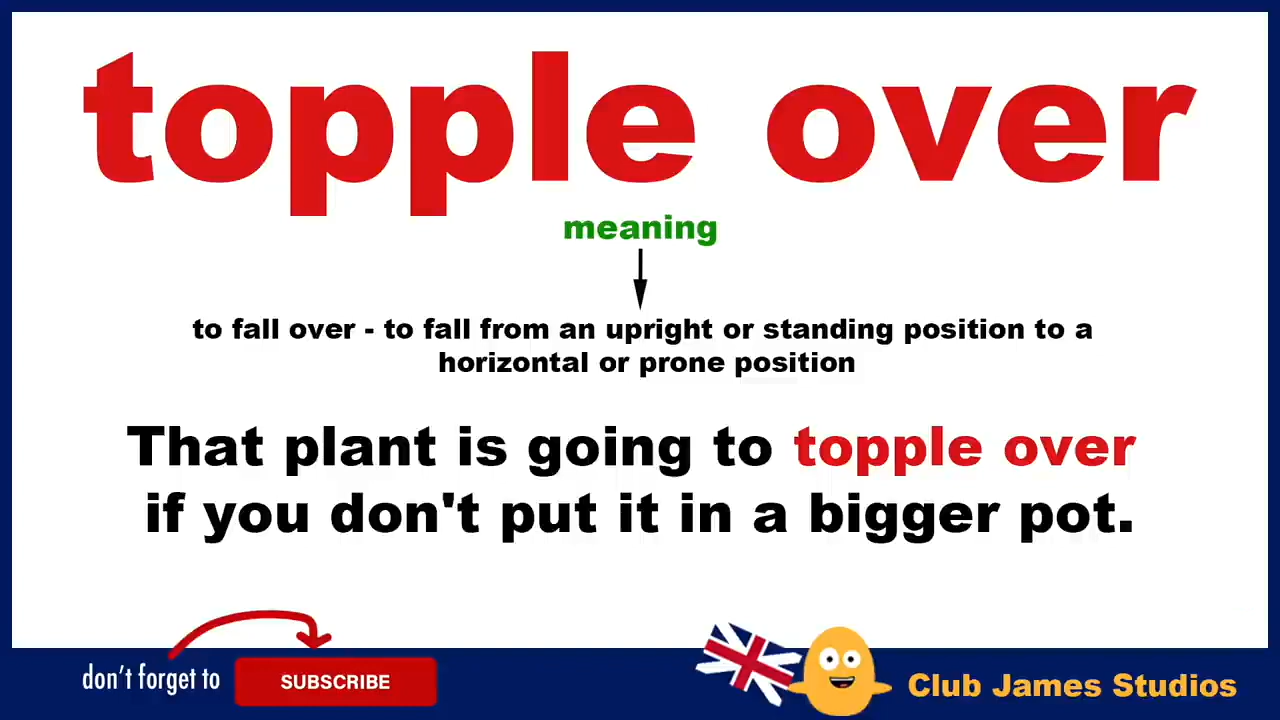 topple over
meaning
to fall over - to fall from an upright or standing position to a
horizontal or prone position
That plant is going to topple over
if you don't put it in a bigger pot.
don't forget to
SUBSCRIBE
Club James Studios